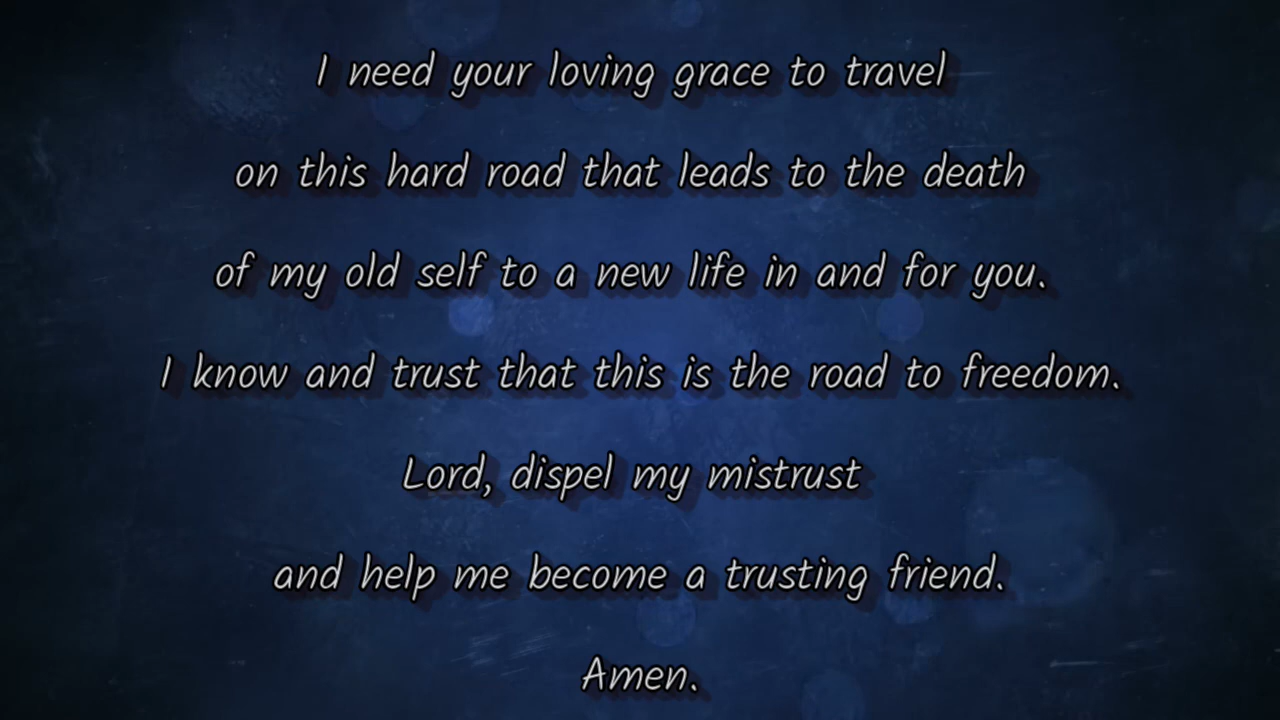 I need your loving grace to travel
on this hard road that leads to the death
of my old self to a new life in and for you.
I know and trust that this is the road to freedom.
Lord, dispel my mistrust
and help me become a trusting friend.
Amen.